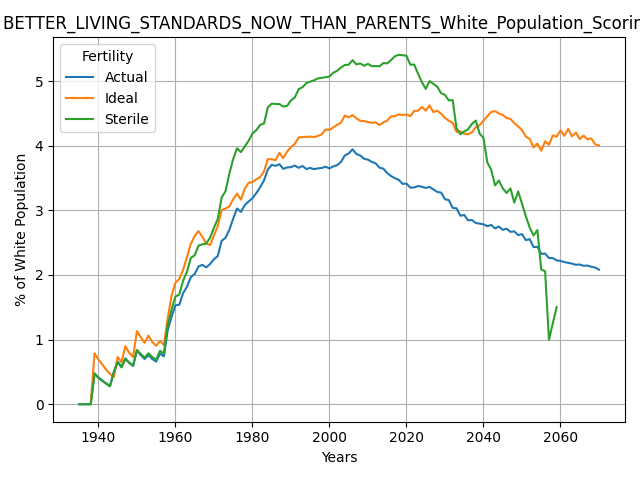 BETTER_LIVING_STANDARDS_NOW_THAN_PARENTS_White_Population_Scorin
Fertility
Actual
Ideal
Sterile
% of White Population
5
4
3
2
1
0
1940 1960 1980 2000 2020 2040 2060
Years